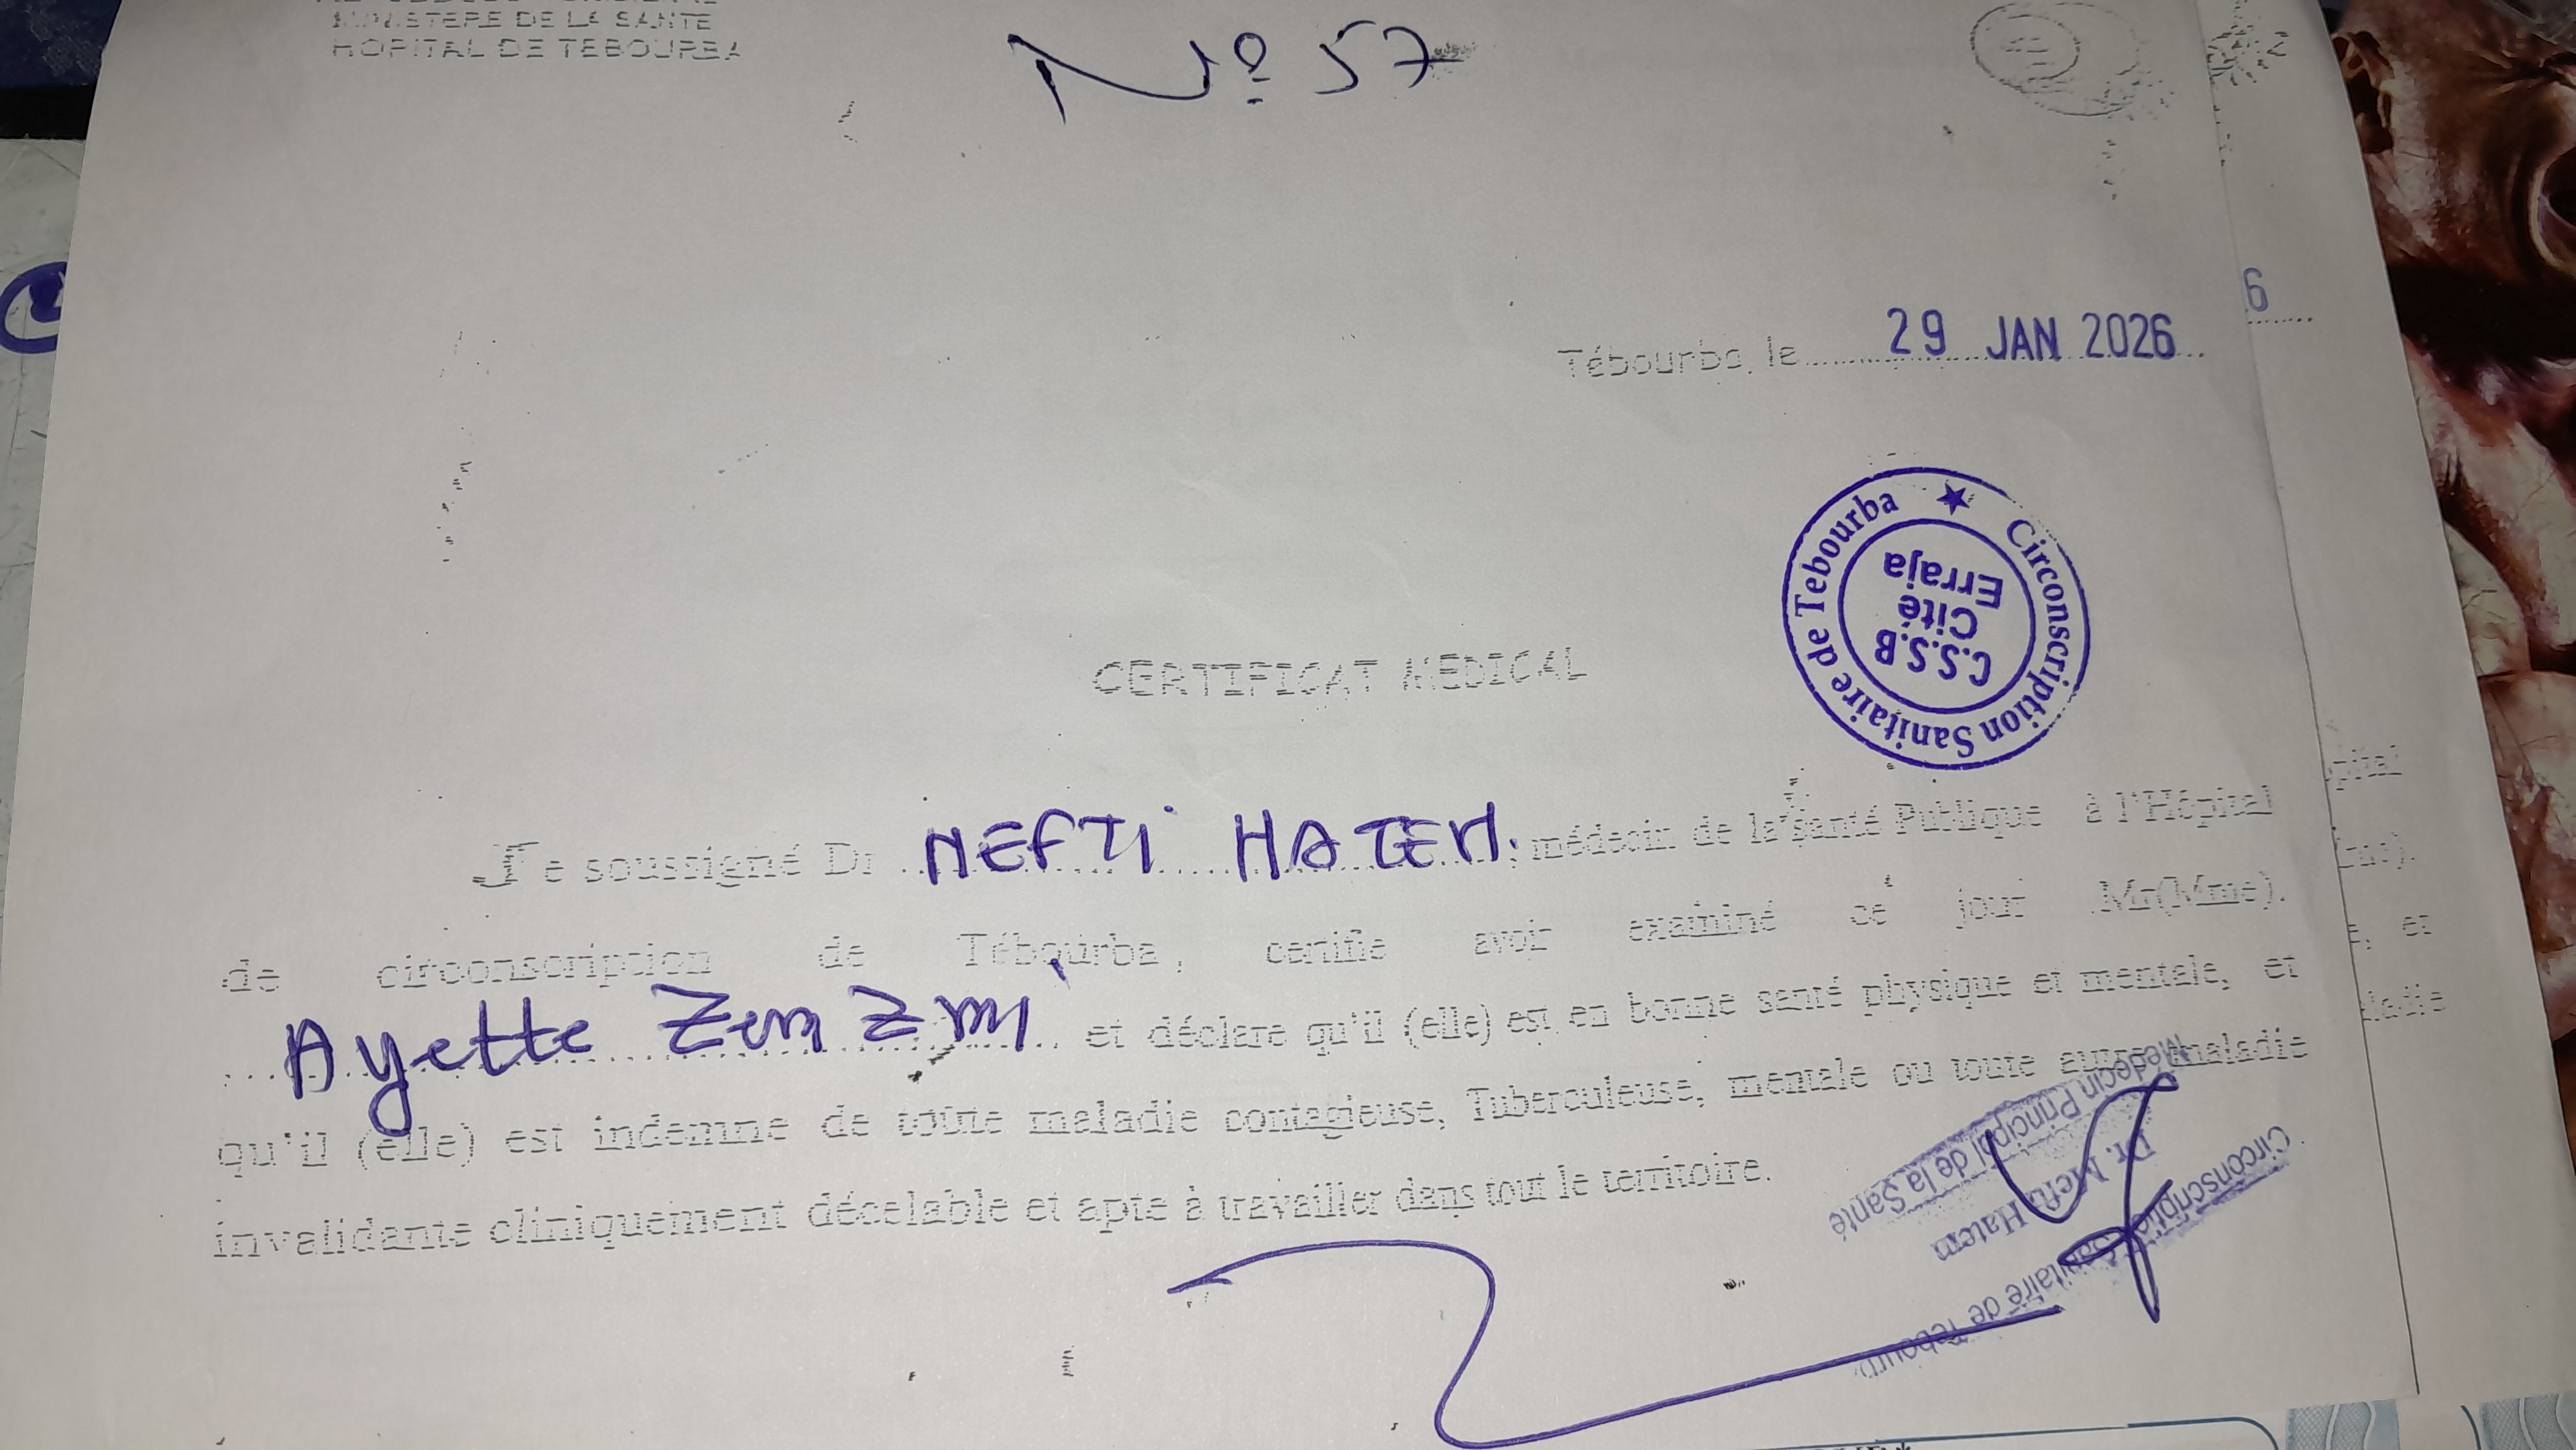 MINISTERE DE LA SANTE
HOPITAL DE TEBOURBA
Nº 57
Tébourba, le 29 JAN 2026
6
Circonscription Sanitaire de Tebourba
C.S.S.B
Cité
Erraja
CERTIFICAT MEDICAL
Je soussigné Dr NEFTI HATEM, médecin de la santé Publique à l'Hôpital
de circonscription de Tébourba, certifie avoir examiné ce jour Mr(Mme).
Ayette Zemzmi et déclare qu'il (elle) est en bonne santé physique et mentale, et
qu'il (elle) est indemne de toute maladie contagieuse, Tuberculeuse, mentale ou toute autre maladie
invalidante cliniquement décelable et apte à travailler dans tout le territoire.
Médecin Principal de la Santé
Dr. Hatem
Circonscription Sanitaire de Tebourb